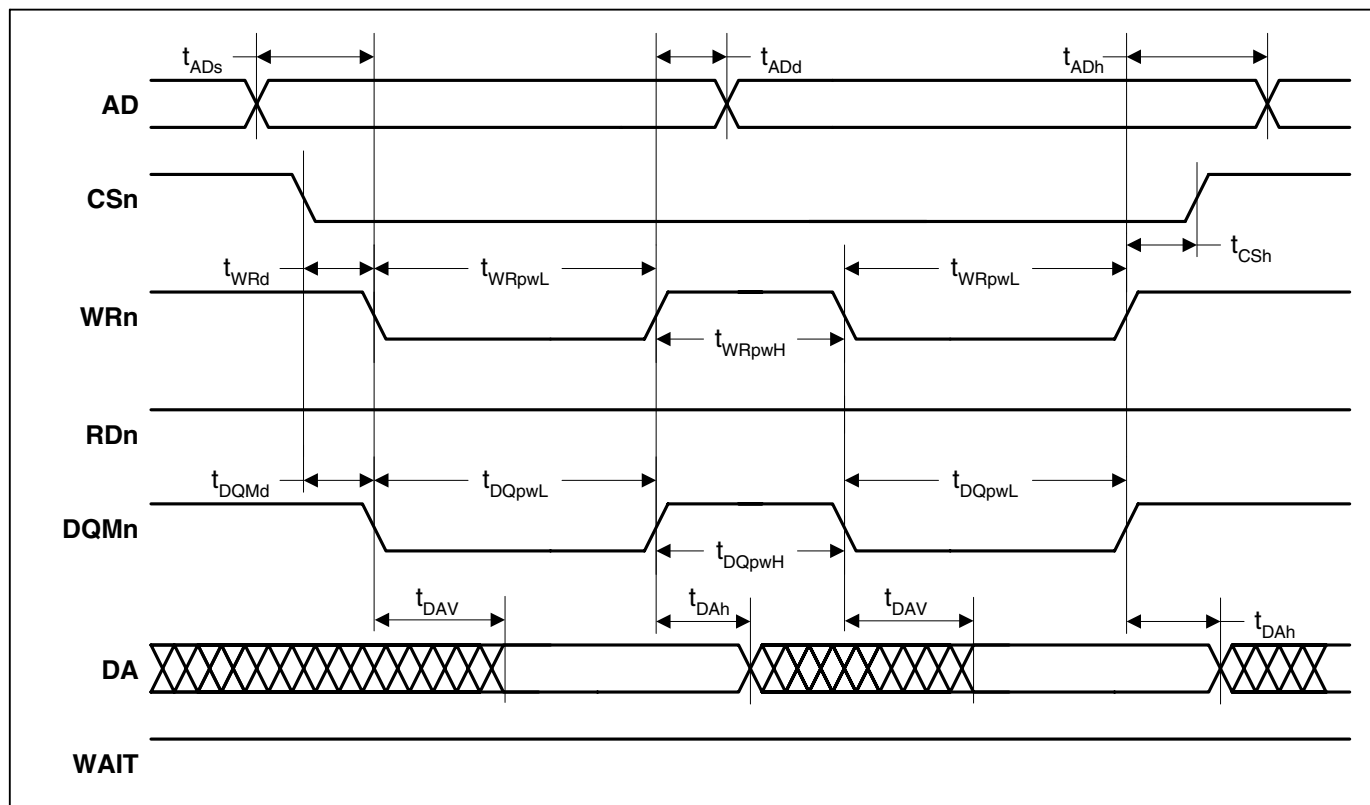 tADs
tADd
tADh
AD
CSn
tCSh
tWRd
tWRpwL
tWRpwL
WRn
tWRpwH
RDn
tDQMd
tDQpwL
tDQpwL
DQMn
tDQpwH
tDAV
tDAh
tDAV
tDAh
DA
WAIT